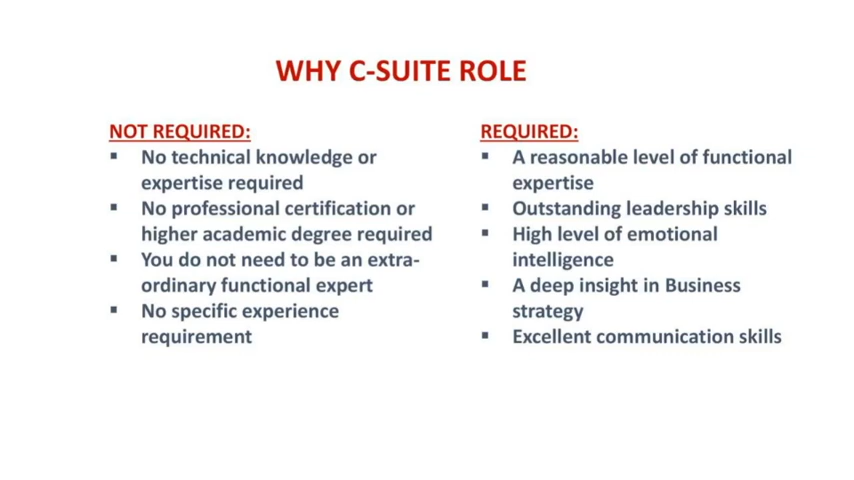 WHY C-SUITE ROLE
NOT REQUIRED:
▪ No technical knowledge or
expertise required
▪ No professional certification or
higher academic degree required
▪ You do not need to be an extra-
ordinary functional expert
▪ No specific experience
requirement
REQUIRED:
▪ A reasonable level of functional
expertise
▪ Outstanding leadership skills
▪ High level of emotional
intelligence
▪ A deep insight in Business
strategy
▪ Excellent communication skills